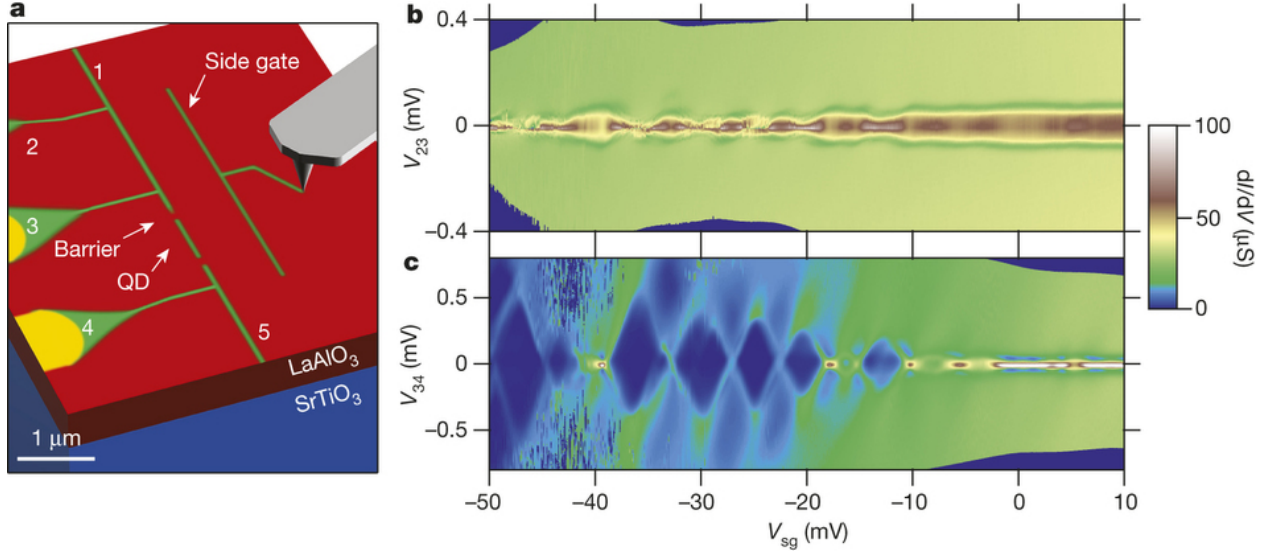 a
1
Side gate
2
3
Barrier
QD
4
5
LaAlO₃
SrTiO₃
1 μm
b
0.4
0
−0.4
V₂₃ (mV)
c
0.5
0
−0.5
V₃₄ (mV)
−50 −40 −30 −20 −10 0 10
Vsg (mV)
100
50
0
dI/dV (μS)